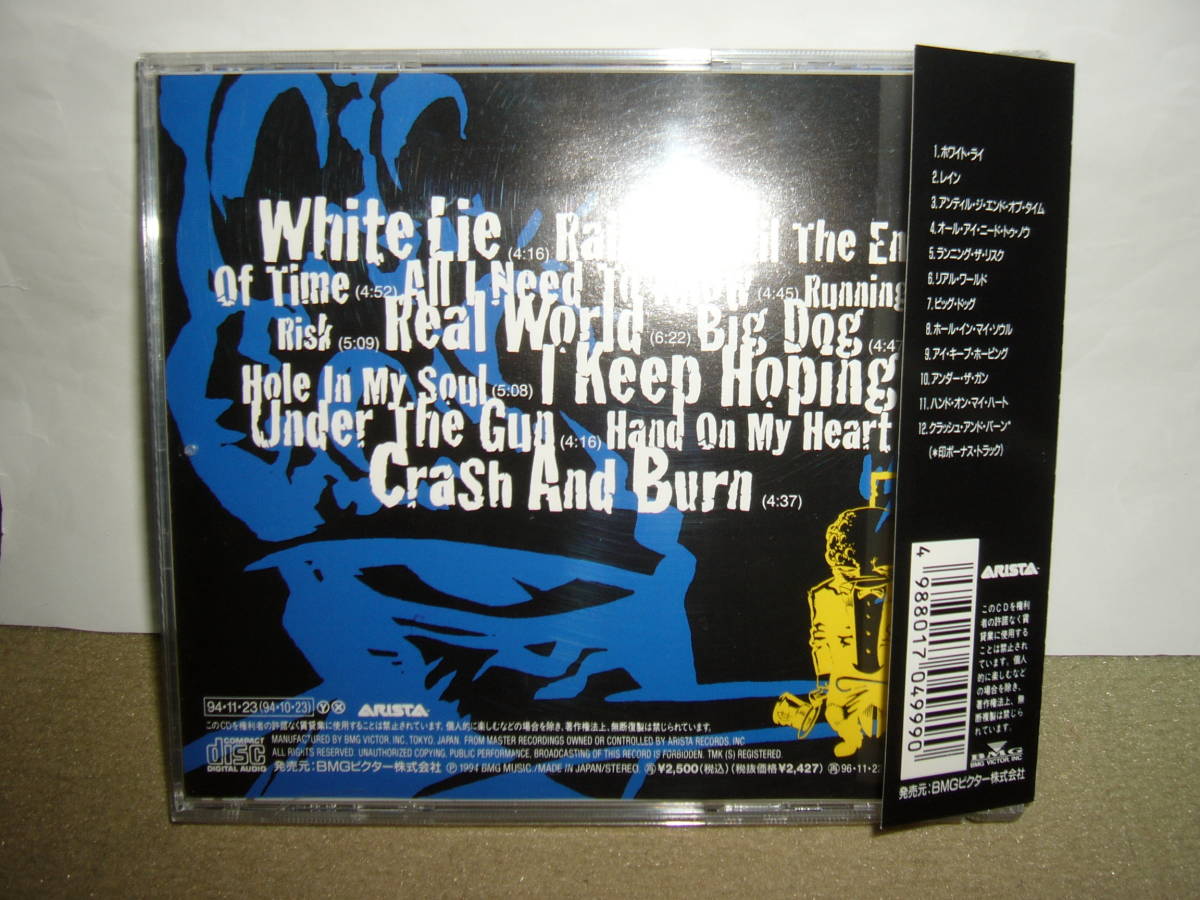 White Lie (4:16) The
Of Time (4:52) All I Need (4:45) Running
Risk (5:09) Real World (6:22) Big Dog (4:47
Hole In My Soul (5:08) I Keep Hoping
Under The Gun (4:16) Hand On My Heart
Crash And Burn (4:37)
94・11・23(94・10・23) Y X ARISTA
このCDを権利者の許諾なく賃貸業に使用することは禁止されています。個人的に楽しむなどの場合を除き、著作権法上、無断複製は禁じられています。
COMPACT disc DIGITAL AUDIO
MANUFACTURED BY BMG VICTOR, INC, TOKYO, JAPAN. FROM MASTER RECORDINGS OWNED OR CONTROLLED BY ARISTA RECORDS, INC
ALL RIGHTS RESERVED. UNAUTHORIZED COPYING, PUBLIC PERFORMANCE, BROADCASTING OF THIS RECORD IS FORBIDDEN. TMK (S) REGISTERED.
発売元:BMGビクター株式会社 Ⓟ1994 BMG MUSIC./MADE IN JAPAN/STEREO. 再¥2,500(税込)(税抜価格¥2,427) 再96・11・2
1.ホワイト・ライ
2.レイン
3.アンティル・ジ・エンド・オブ・タイム
4.オール・アイ・ニード・トゥ・ノウ
5.ランニング・ザ・リスク
6.リアル・ワールド
7.ビッグ・ドッグ
8.ホール・イン・マイ・ソウル
9.アイ・キープ・ホーピング
10.アンダー・ザ・ガン
11.ハンド・オン・マイ・ハート
12.クラッシュ・アンド・バーン*
(*印ボーナス・トラック)
4 988017 049990
ARISTA
このCDを権利
者の許諾なく賃
貸業に使用する
ことは禁止され
ています。個人
的に楽しむなど
の場合を除き、
著作権法上、無
断複製は禁じら
れています。
BMG
BMG VICTOR, INC
発売元:BMGビクター株式会社